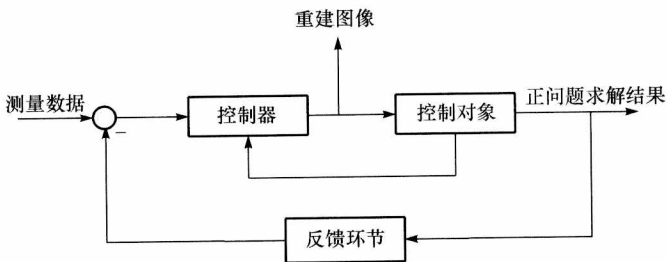 重建图像
测量数据
控制器
控制对象
正问题求解结果
反馈环节